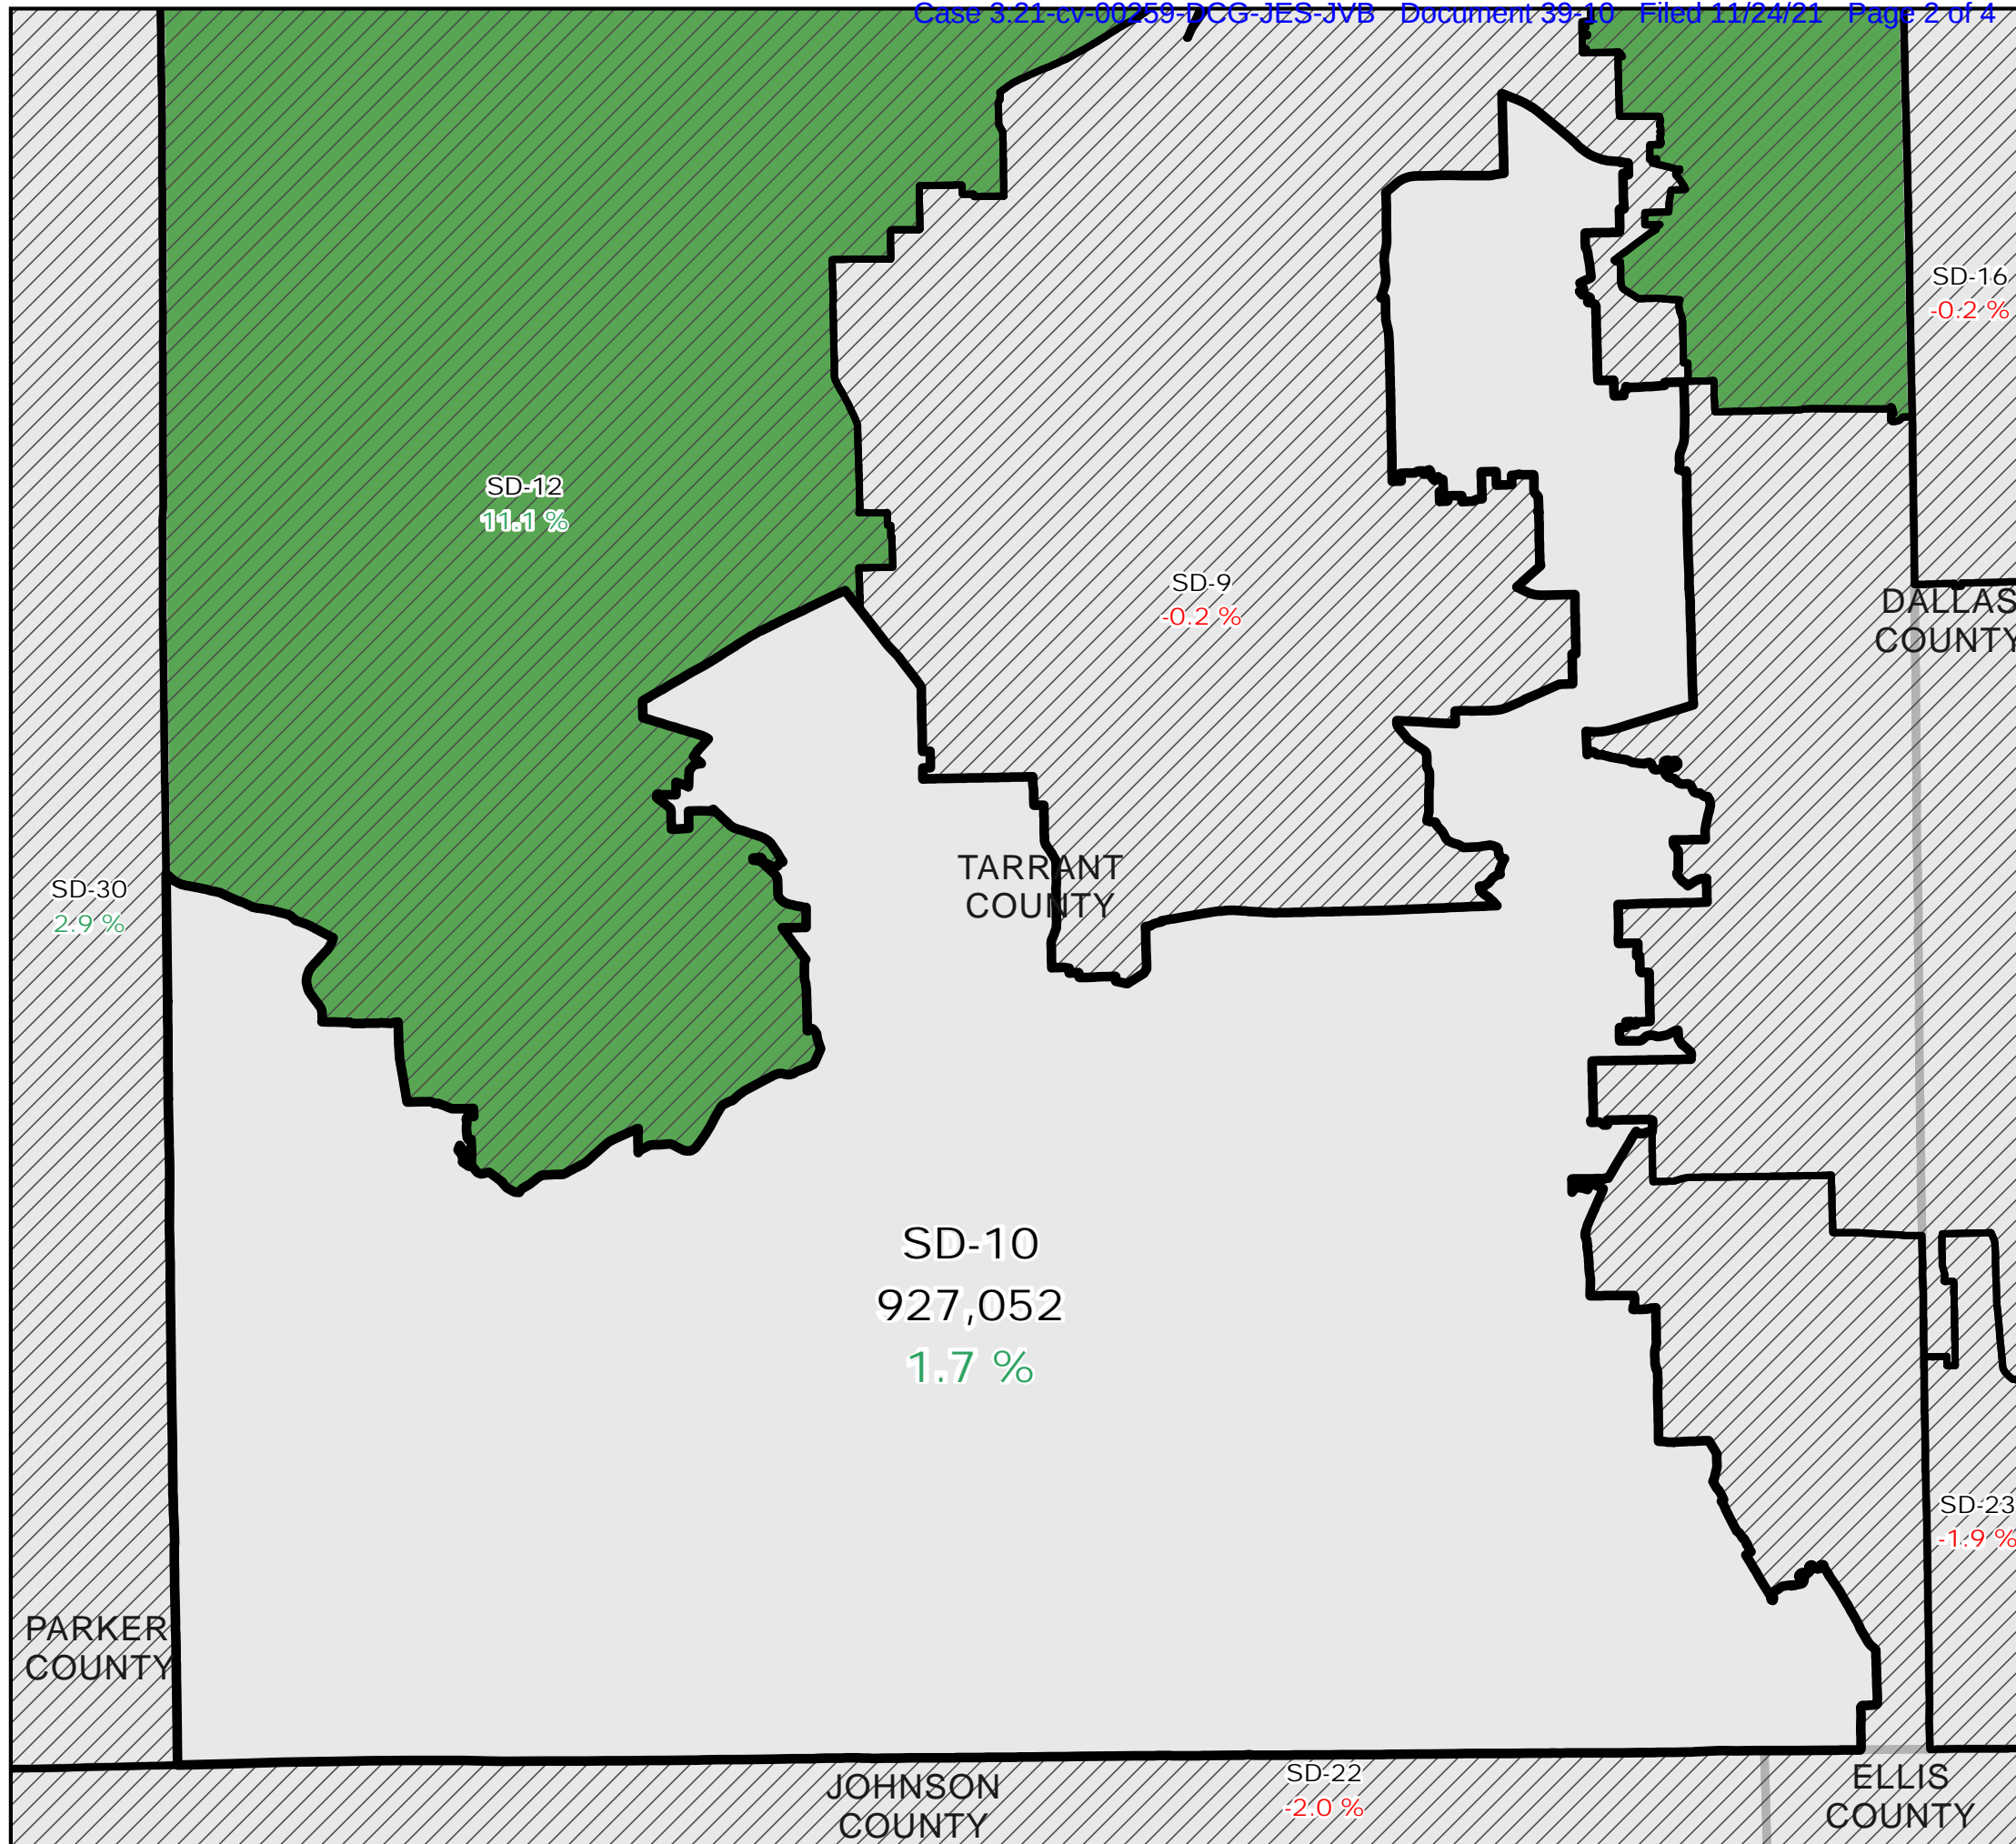 Case 3:21-cv-00259-DCG-JES-JVB Document 39-10 Filed 11/24/21 Page 2 of 4
SD-16
-0.2 %
SD-12
11.1 %
SD-9
-0.2 %
DALLAS
COUNTY
TARRANT
COUNTY
SD-30
2.9 %
SD-10
927,052
1.7 %
SD-23
-1.9 %
PARKER
COUNTY
JOHNSON
COUNTY
SD-22
-2.0 %
ELLIS
COUNTY